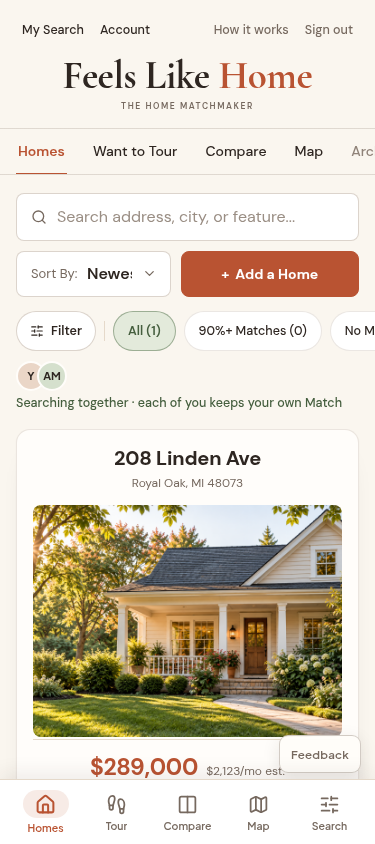 My Search Account How it works Sign out
Feels Like Home
THE HOME MATCHMAKER
Homes Want to Tour Compare Map Arc
Search address, city, or feature...
Sort By: Newes + Add a Home
Filter All (1) 90%+ Matches (0) No M
Y AM
Searching together · each of you keeps your own Match
208 Linden Ave
Royal Oak, MI 48073
$289,000 $2,123/mo est.
Feedback
Homes Tour Compare Map Search